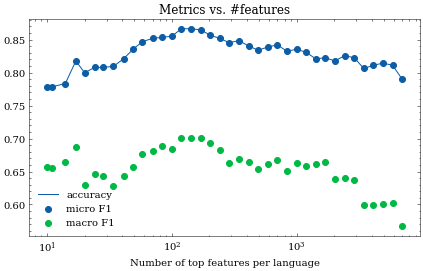 Metrics vs. #features
0.85
0.80
0.75
0.70
0.65
0.60
accuracy
micro F1
macro F1
10¹ 10² 10³
Number of top features per language